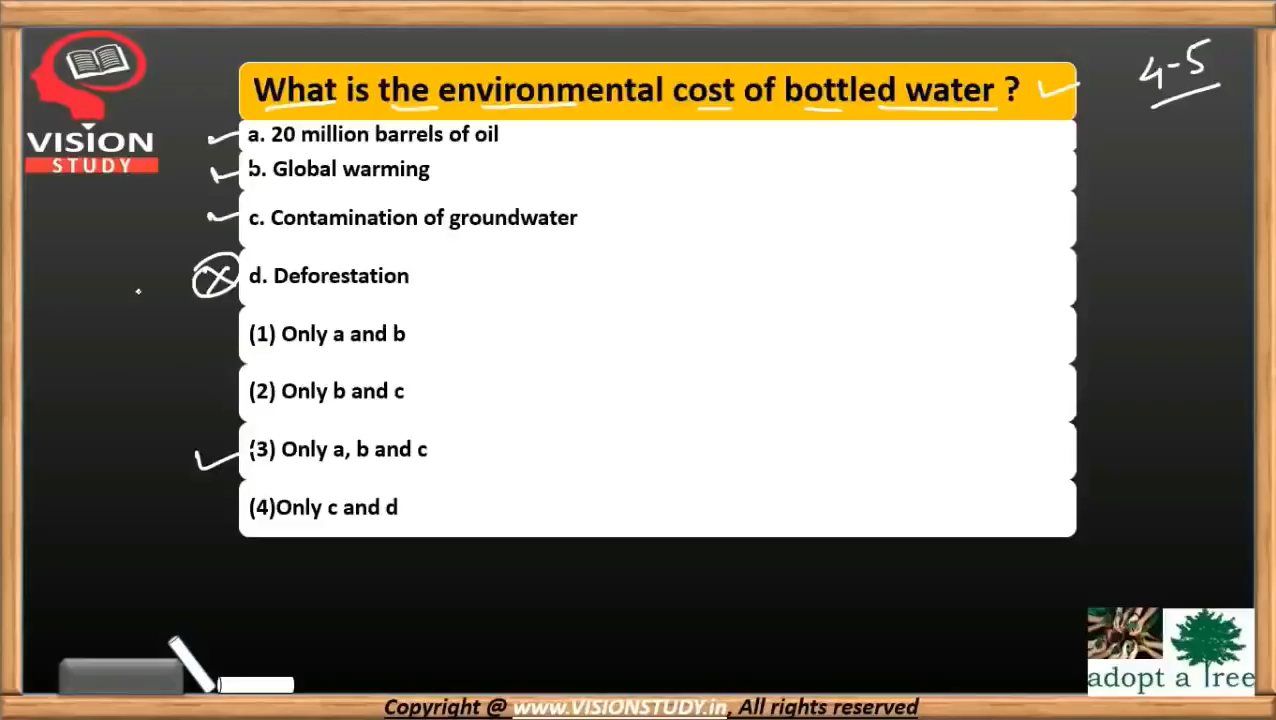 4-5
What is the environmental cost of bottled water ?
a. 20 million barrels of oil
b. Global warming
c. Contamination of groundwater
d. Deforestation
(1) Only a and b
(2) Only b and c
(3) Only a, b and c
(4)Only c and d
VISION
STUDY
adopt a Tree
Copyright @ www.VISIONSTUDY.in, All rights reserved